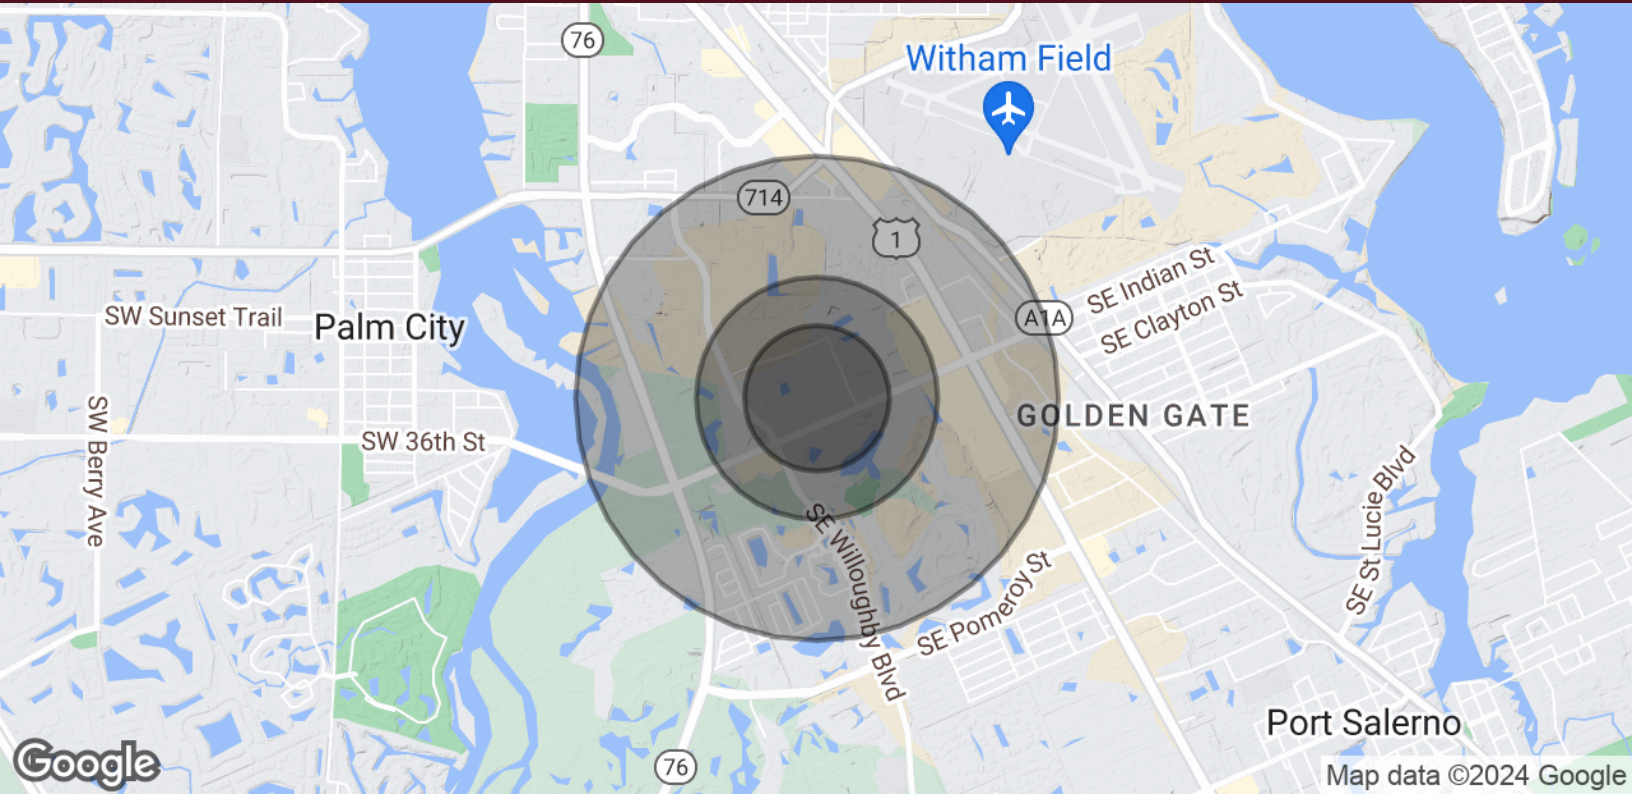 76
Witham Field
714
1
SE Indian St
SE Clayton St
A1A
SW Sunset Trail
Palm City
GOLDEN GATE
SW Berry Ave
SW 36th St
SE St Lucie Blvd
SE Willoughby Blvd
SE Pomeroy St
Port Salerno
76
Google
Map data ©2024 Google